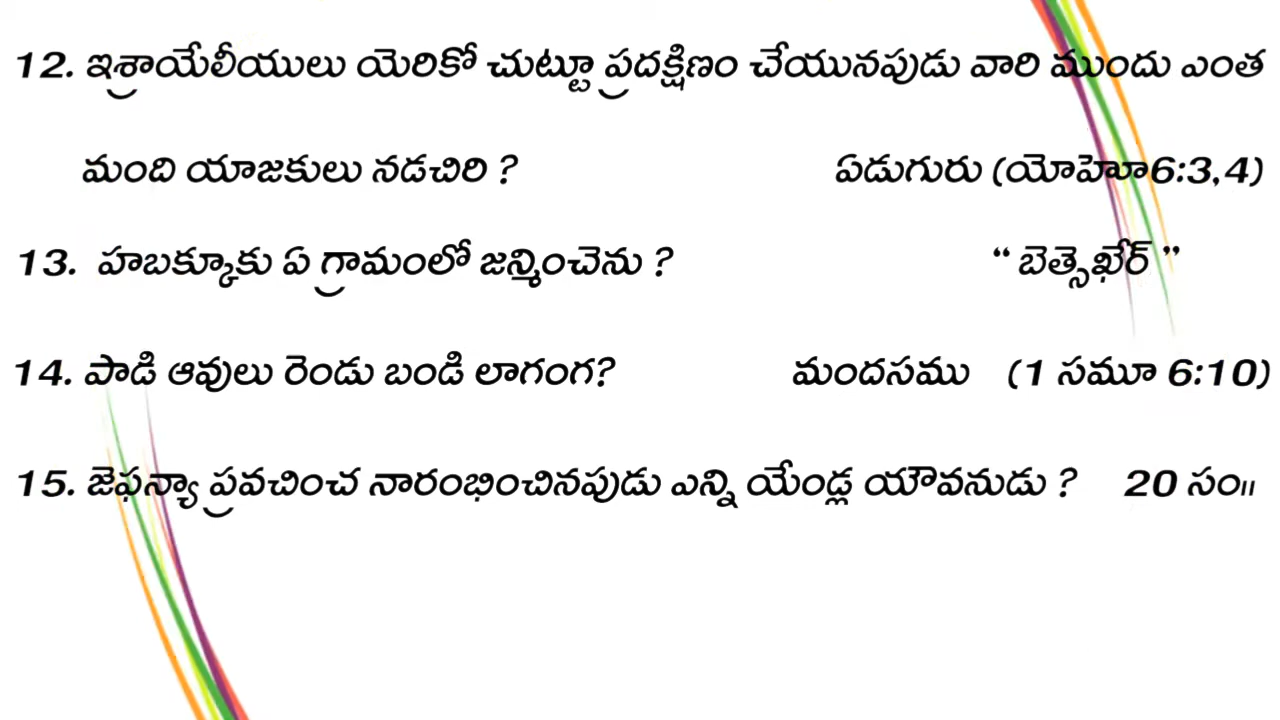 12. ఇశ్రాయేలీయులు యెరికో చుట్టూ ప్రదక్షిణం చేయునపుడు వారి ముందు ఎంత
మంది యాజకులు నడచిరి ? ఏడుగురు (యోహెూ6:3,4)
13. హబక్కూకు ఏ గ్రామంలో జన్మించెను ? “ బెత్సెఖేర్ ”
14. పాడి ఆవులు రెండు బండి లాగంగ? మందసము (1 సమూ 6:10)
15. జెఫన్యా ప్రవచించ నారంభించినపుడు ఎన్ని యేండ్ల యౌవనుడు ? 20 సం॥